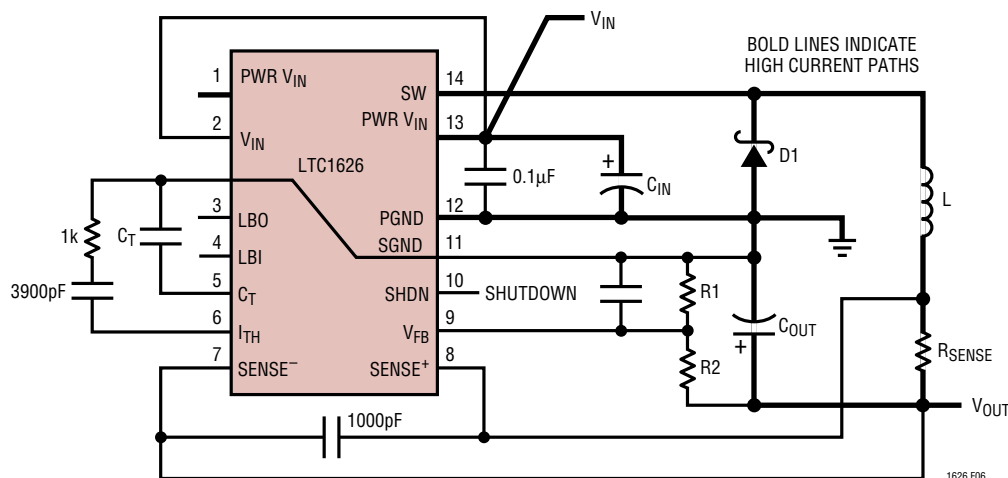 V_IN
BOLD LINES INDICATE
HIGH CURRENT PATHS
1
PWR V_IN
SW
14
2
V_IN
PWR V_IN
13
LTC1626
0.1µF
+
C_IN
D1
L
PGND
12
3
LBO
SGND
11
1k
C_T
4
LBI
3900pF
5
C_T
SHDN
10
SHUTDOWN
R1
C_OUT
+
6
I_TH
V_FB
9
R2
R_SENSE
7
SENSE⁻
SENSE⁺
8
V_OUT
1000pF
1626 F06